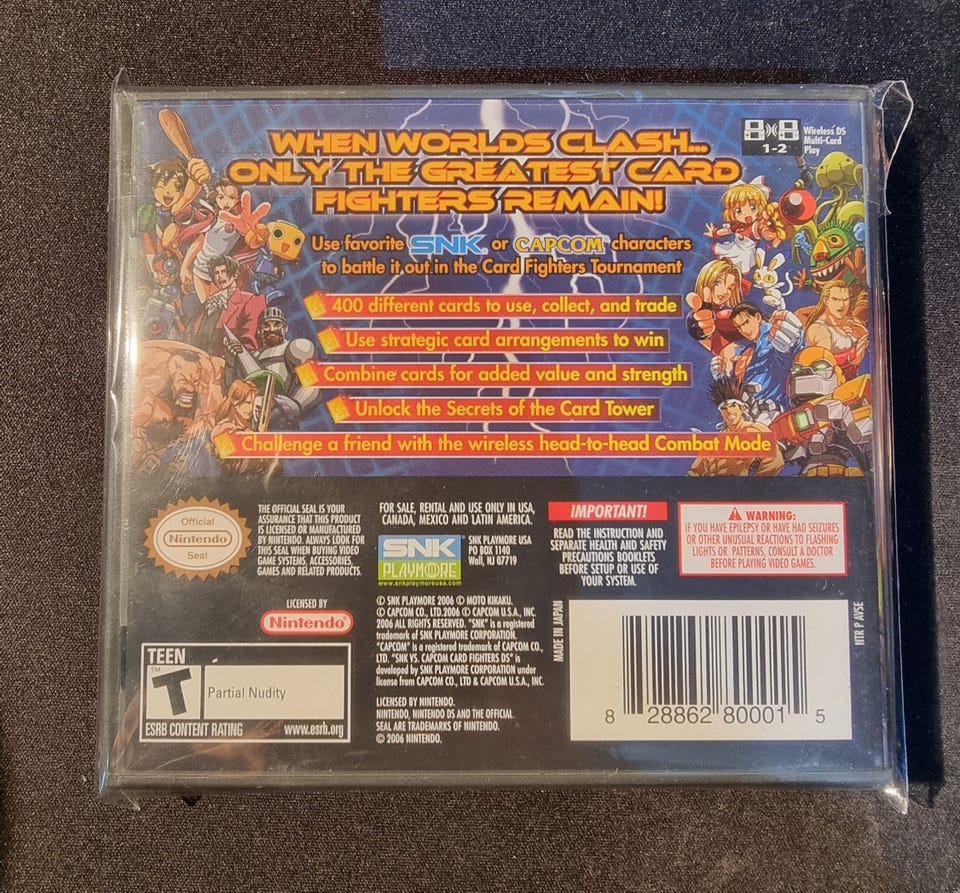 WHEN WORLDS CLASH...
ONLY THE GREATEST CARD
FIGHTERS REMAIN!
1-2
Wireless DS
Multi-Card
Play
Use favorite SNK or CAPCOM characters
to battle it out in the Card Fighters Tournament
400 different cards to use, collect, and trade
Use strategic card arrangements to win
Combine cards for added value and strength
Unlock the Secrets of the Card Tower
Challenge a friend with the wireless head-to-head Combat Mode
Official
Nintendo
Seal
THE OFFICIAL SEAL IS YOUR
ASSURANCE THAT THIS PRODUCT
IS LICENSED OR MANUFACTURED
BY NINTENDO. ALWAYS LOOK FOR
THIS SEAL WHEN BUYING VIDEO
GAME SYSTEMS, ACCESSORIES,
GAMES AND RELATED PRODUCTS.
LICENSED BY
Nintendo
TEEN
TM
T
Partial Nudity
ESRB CONTENT RATING www.esrb.org
FOR SALE, RENTAL AND USE ONLY IN USA,
CANADA, MEXICO AND LATIN AMERICA.
SNK
PLAYMORE
www.snkplaymoreusa.com
SNK PLAYMORE USA
PO BOX 1140
Wall, NJ 07719
© SNK PLAYMORE 2006 © MOTO KIKAKU.
© CAPCOM CO., LTD.2006 © CAPCOM U.S.A., INC.
2006 ALL RIGHTS RESERVED. "SNK" is a registered
trademark of SNK PLAYMORE CORPORATION.
"CAPCOM" is a registered trademark of CAPCOM CO.,
LTD. "SNK VS. CAPCOM CARD FIGHTERS DS" is
developed by SNK PLAYMORE CORPORATION under
license from CAPCOM CO., LTD & CAPCOM U.S.A., INC.
LICENSED BY NINTENDO.
NINTENDO, NINTENDO DS AND THE OFFICIAL
SEAL ARE TRADEMARKS OF NINTENDO.
© 2006 NINTENDO.
IMPORTANT!
READ THE INSTRUCTION AND
SEPARATE HEALTH AND SAFETY
PRECAUTIONS BOOKLETS
BEFORE SETUP OR USE OF
YOUR SYSTEM.
WARNING:
IF YOU HAVE EPILEPSY OR HAVE HAD SEIZURES
OR OTHER UNUSUAL REACTIONS TO FLASHING
LIGHTS OR PATTERNS, CONSULT A DOCTOR
BEFORE PLAYING VIDEO GAMES.
MADE IN JAPAN
8 28862 80001 5
NTR P AVSE